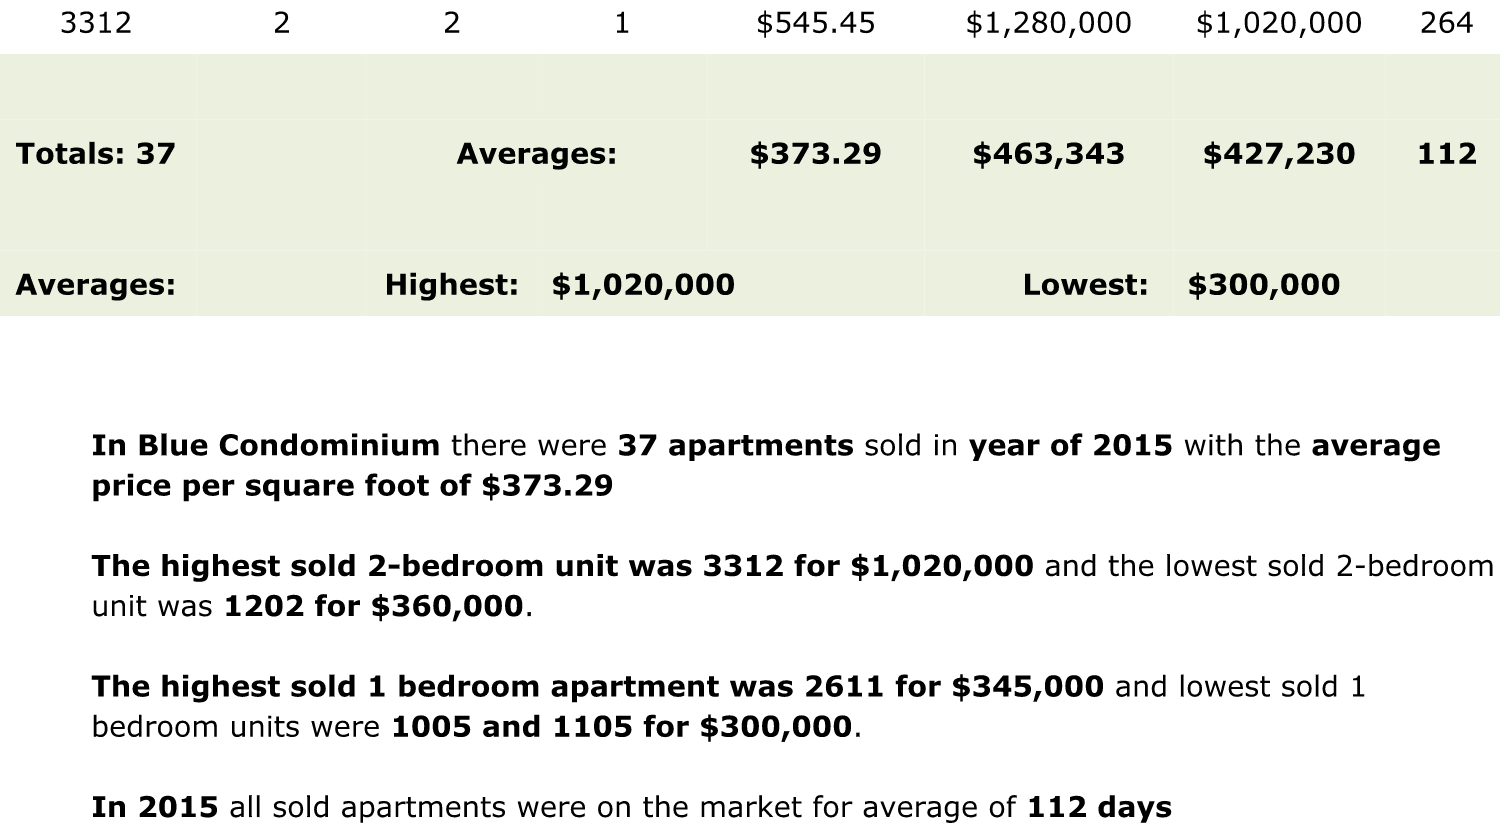 3312 2 2 1 $545.45 $1,280,000 $1,020,000 264
Totals: 37 Averages: $373.29 $463,343 $427,230 112
Averages: Highest: $1,020,000 Lowest: $300,000
In Blue Condominium there were 37 apartments sold in year of 2015 with the average
price per square foot of $373.29
The highest sold 2-bedroom unit was 3312 for $1,020,000 and the lowest sold 2-bedroom
unit was 1202 for $360,000.
The highest sold 1 bedroom apartment was 2611 for $345,000 and lowest sold 1
bedroom units were 1005 and 1105 for $300,000.
In 2015 all sold apartments were on the market for average of 112 days